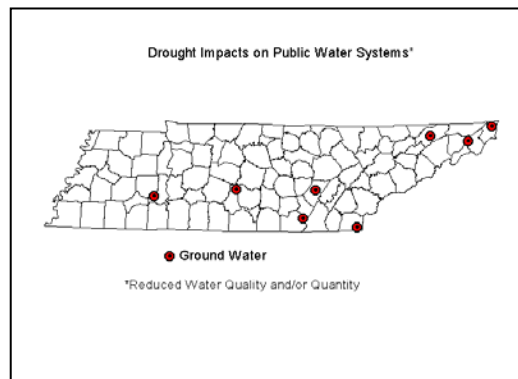 Drought Impacts on Public Water Systems*
Ground Water
*Reduced Water Quality and/or Quantity